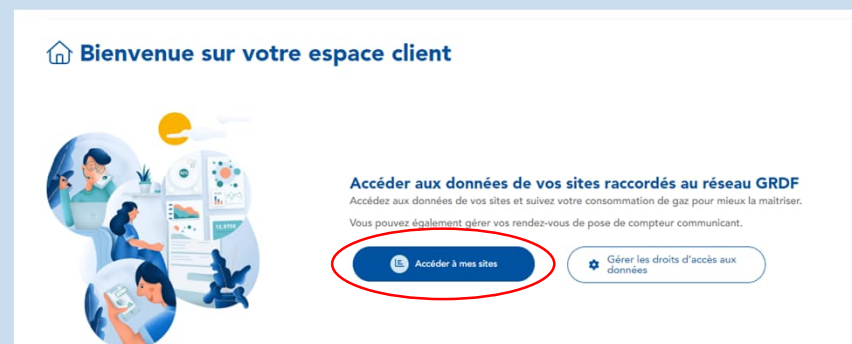 Bienvenue sur votre espace client
Accéder aux données de vos sites raccordés au réseau GRDF
Accédez aux données de vos sites et suivez votre consommation de gaz pour mieux la maitriser.
Vous pouvez également gérer vos rendez-vous de pose de compteur communicant.
Accéder à mes sites
Gérer les droits d'accès aux
données